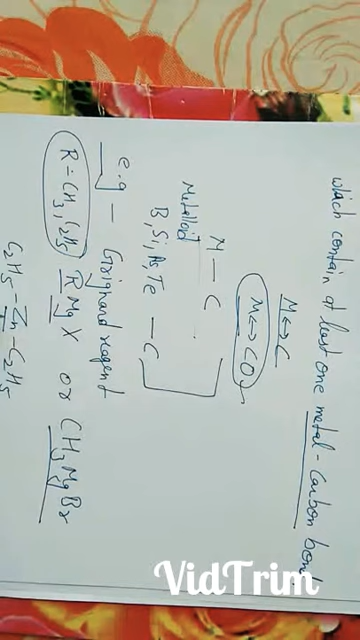 which contain at least one metal-Carbon bond
M↔C
M↔CO,
M — C
Metalloid
B, Si, As Te — C
e.g — Grignard reagent
R = CH3, C2H5 R Mg X or CH3MgBr
C2H5-Zn-C2H5
VidTrim